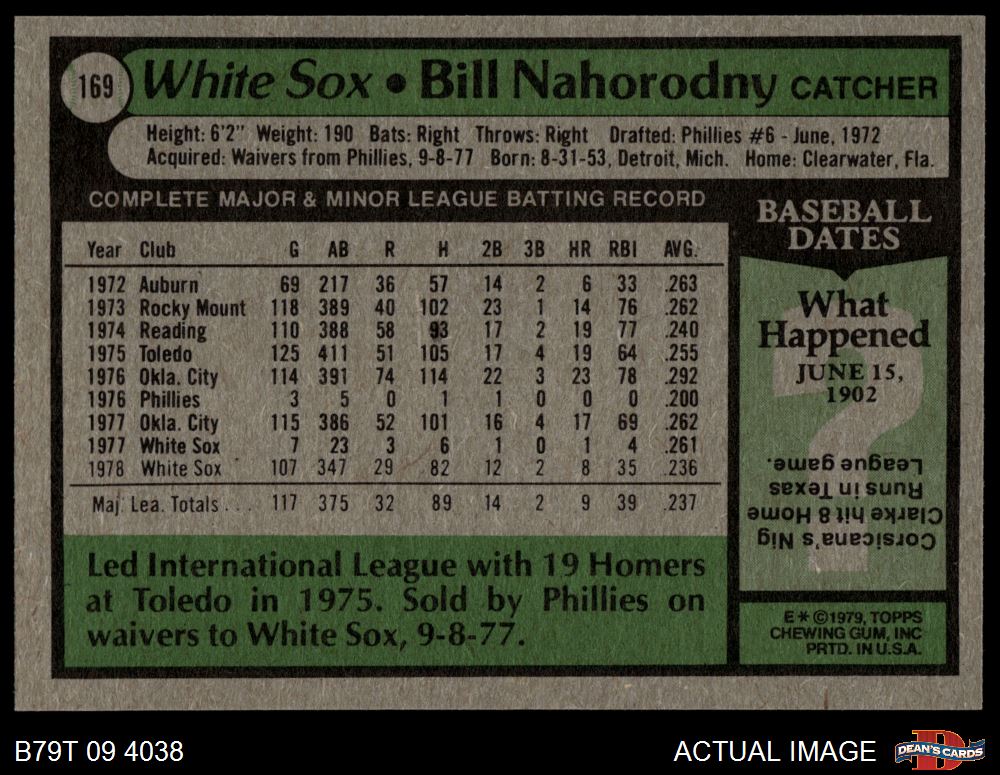 169 White Sox • Bill Nahorodny CATCHER
Height: 6'2" Weight: 190 Bats: Right Throws: Right Drafted: Phillies #6 - June, 1972
Acquired: Waivers from Phillies, 9-8-77 Born: 8-31-53, Detroit, Mich. Home: Clearwater, Fla.
COMPLETE MAJOR & MINOR LEAGUE BATTING RECORD
Year Club G AB R H 2B 3B HR RBI AVG.
1972 Auburn 69 217 36 57 14 2 6 33 .263
1973 Rocky Mount 118 389 40 102 23 1 14 76 .262
1974 Reading 110 388 58 93 17 2 19 77 .240
1975 Toledo 125 411 51 105 17 4 19 64 .255
1976 Okla. City 114 391 74 114 22 3 23 78 .292
1976 Phillies 3 5 0 1 1 0 0 0 .200
1977 Okla. City 115 386 52 101 16 4 17 69 .262
1977 White Sox 7 23 3 6 1 0 1 4 .261
1978 White Sox 107 347 29 82 12 2 8 35 .236
Maj. Lea. Totals . . . 117 375 32 89 14 2 9 39 .237
Led International League with 19 Homers
at Toledo in 1975. Sold by Phillies on
waivers to White Sox, 9-8-77.
BASEBALL
DATES
What
Happened
JUNE 15,
1902
?
Corsicana's Nig
Clarke hit 8 Home
Runs in Texas
League game.
E*©1979, TOPPS
CHEWING GUM, INC
PRTD. IN U.S.A.
B79T 09 4038
ACTUAL IMAGE
D
DEAN'S CARDS